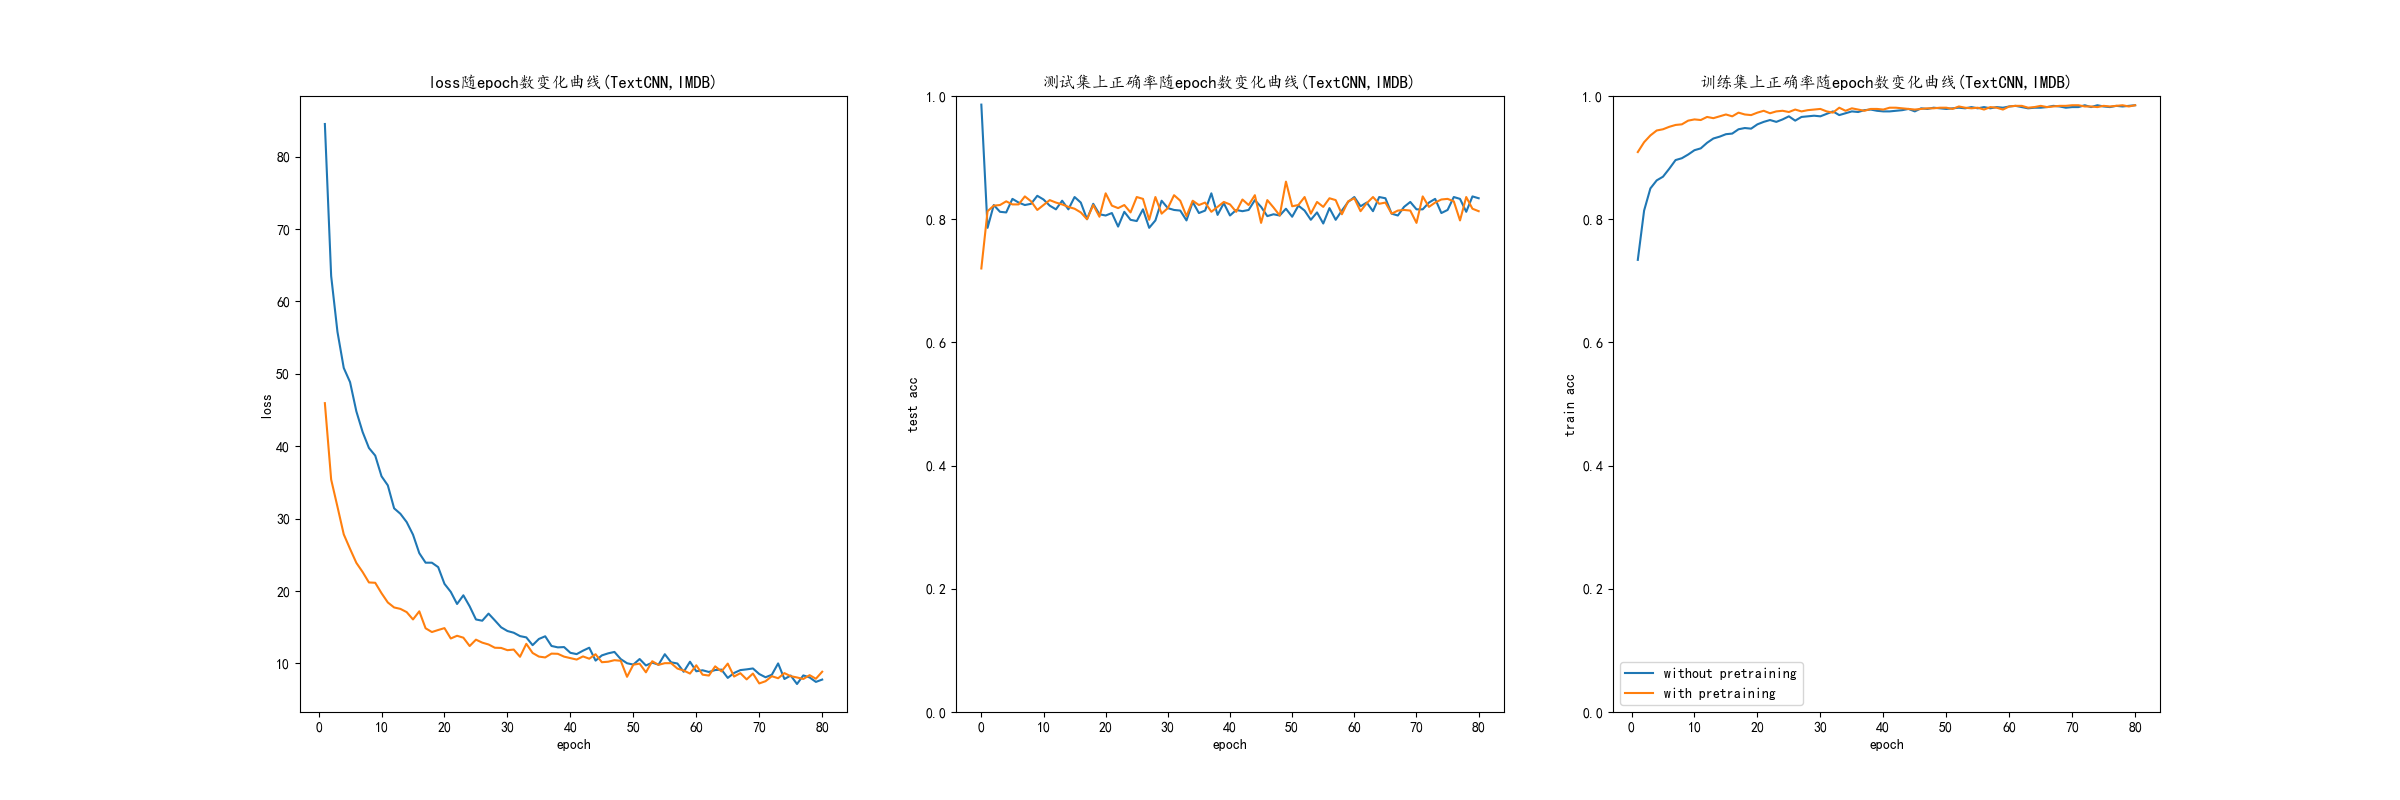 loss随epoch数变化曲线(TextCNN,IMDB)
80
70
60
50
40
30
20
10
loss
0 10 20 30 40 50 60 70 80
epoch
测试集上正确率随epoch数变化曲线(TextCNN,IMDB)
1.0
0.8
0.6
0.4
0.2
0.0
test acc
0 10 20 30 40 50 60 70 80
epoch
训练集上正确率随epoch数变化曲线(TextCNN,IMDB)
1.0
0.8
0.6
0.4
0.2
0.0
train acc
without pretraining
with pretraining
0 10 20 30 40 50 60 70 80
epoch